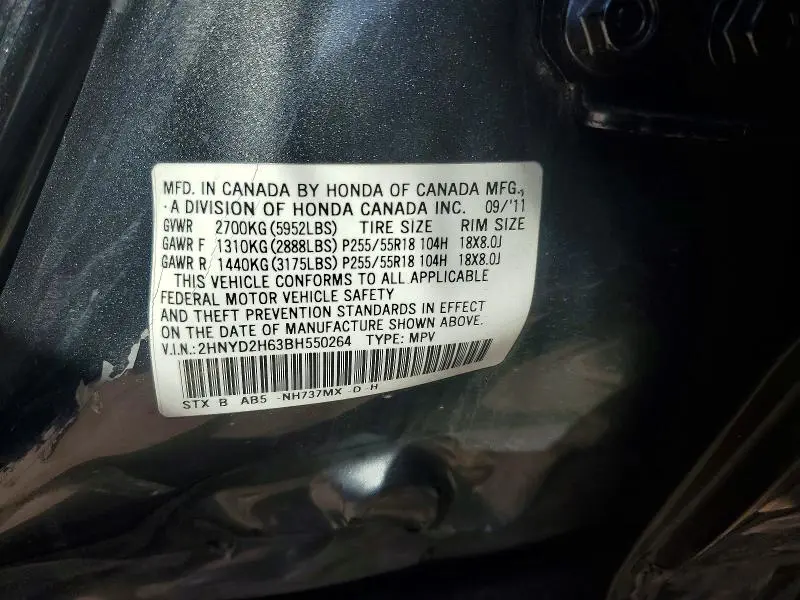 MFD. IN CANADA BY HONDA OF CANADA MFG.,
A DIVISION OF HONDA CANADA INC. 09/'11
GVWR 2700KG(5952LBS) TIRE SIZE RIM SIZE
GAWR F 1310KG(2888LBS) P255/55R18 104H 18X8.0J
GAWR R 1440KG(3175LBS) P255/55R18 104H 18X8.0J
THIS VEHICLE CONFORMS TO ALL APPLICABLE
FEDERAL MOTOR VEHICLE SAFETY
AND THEFT PREVENTION STANDARDS IN EFFECT
ON THE DATE OF MANUFACTURE SHOWN ABOVE.
V.I.N.:2HNYD2H63BH550264 TYPE: MPV
STX B AB5 -NH737MX -D -H